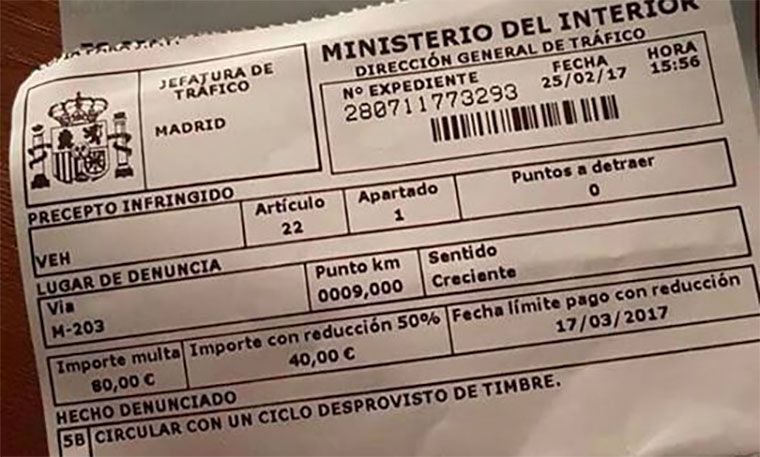 MINISTERIO DEL INTERIOR
DIRECCIÓN GENERAL DE TRÁFICO
JEFATURA DE
TRÁFICO
MADRID
Nº EXPEDIENTE FECHA HORA
280711773293 25/02/17 15:56
PRECEPTO INFRINGIDO
VEH
Artículo
22
Apartado
1
Puntos a detraer
0
LUGAR DE DENUNCIA
Via
M-203
Punto km
0009,000
Sentido
Creciente
Importe multa
80,00 €
Importe con reducción 50%
40,00 €
Fecha límite pago con reducción
17/03/2017
HECHO DENUNCIADO
5B CIRCULAR CON UN CICLO DESPROVISTO DE TIMBRE.